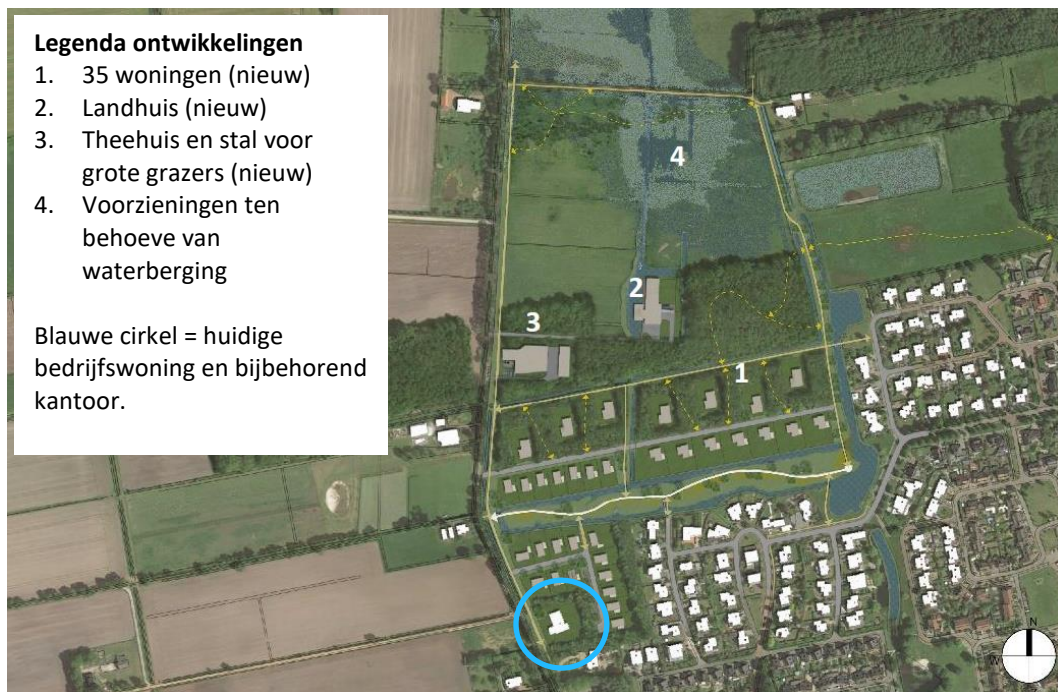 Legenda ontwikkelingen
1. 35 woningen (nieuw)
2. Landhuis (nieuw)
3. Theehuis en stal voor
grote grazers (nieuw)
4. Voorzieningen ten
behoeve van
waterberging
Blauwe cirkel = huidige
bedrijfswoning en bijbehorend
kantoor.
4
2
3
1
N
W